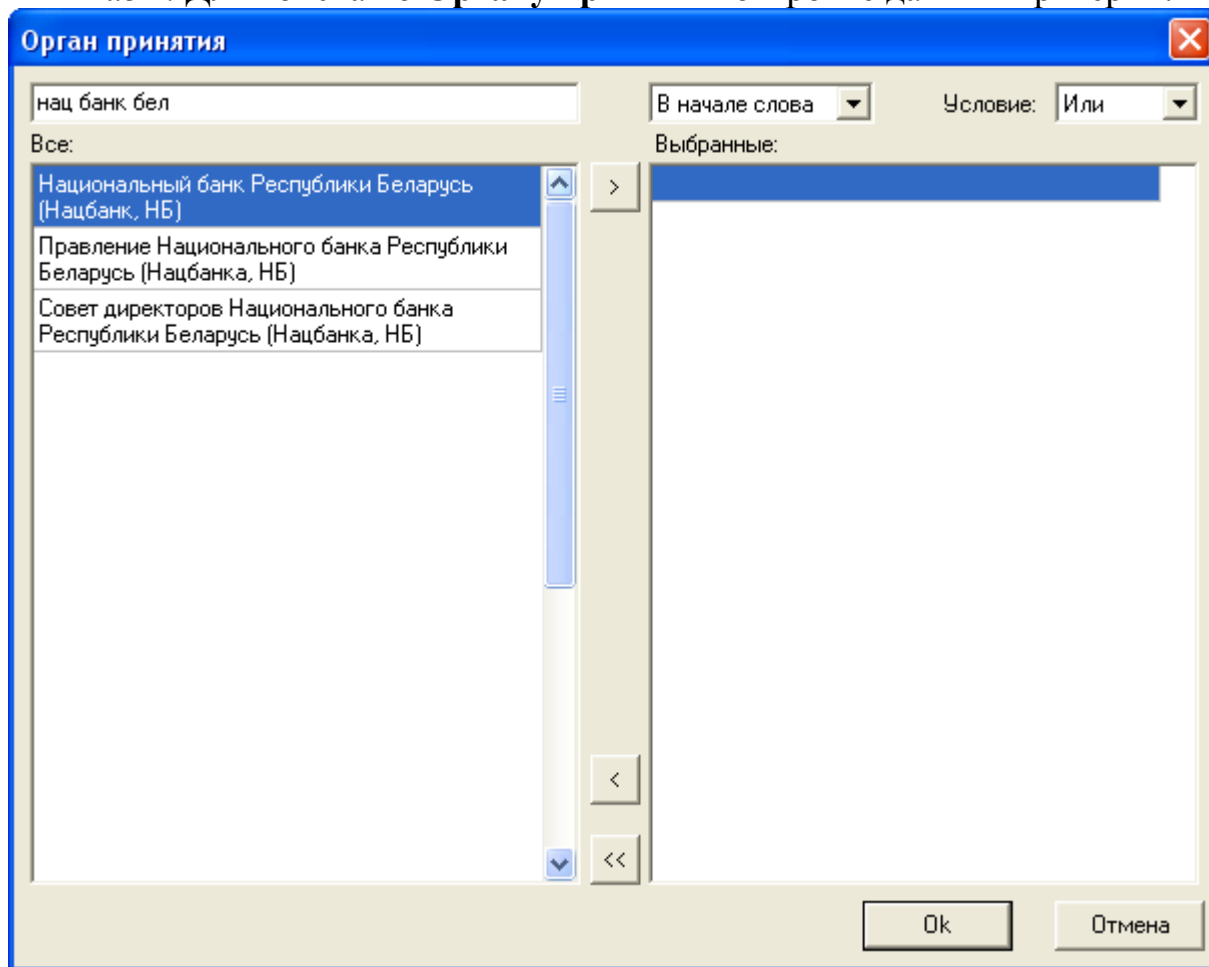 Орган принятия
нац банк бел
В начале слова
Условие: Или
Все:
Выбранные:
Национальный банк Республики Беларусь
(Нацбанк, НБ)
>
Правление Национального банка Республики
Беларусь (Нацбанка, НБ)
Совет директоров Национального банка
Республики Беларусь (Нацбанка, НБ)
<
<<
Ok
Отмена